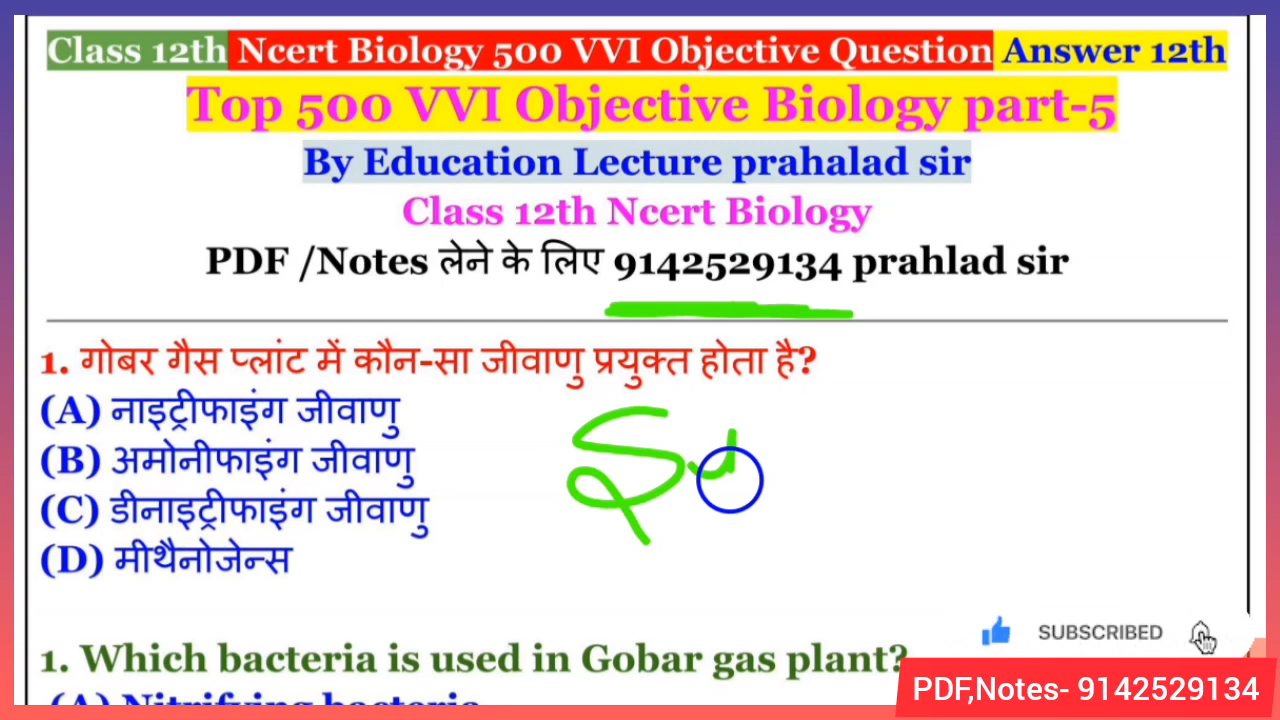 Class 12th Ncert Biology 500 VVI Objective Question Answer 12th
Top 500 VVI Objective Biology part-5
By Education Lecture prahalad sir
Class 12th Ncert Biology
PDF /Notes लेने के लिए 9142529134 prahlad sir
1. गोबर गैस प्लांट में कौन-सा जीवाणु प्रयुक्त होता है?
(A) नाइट्रीफाइंग जीवाणु
(B) अमोनीफाइंग जीवाणु
(C) डीनाइट्रीफाइंग जीवाणु
(D) मीथैनोजेन्स
SUBSCRIBED
1. Which bacteria is used in Gobar gas plant?
(A) Nitrifying bacteria
PDF,Notes- 9142529134